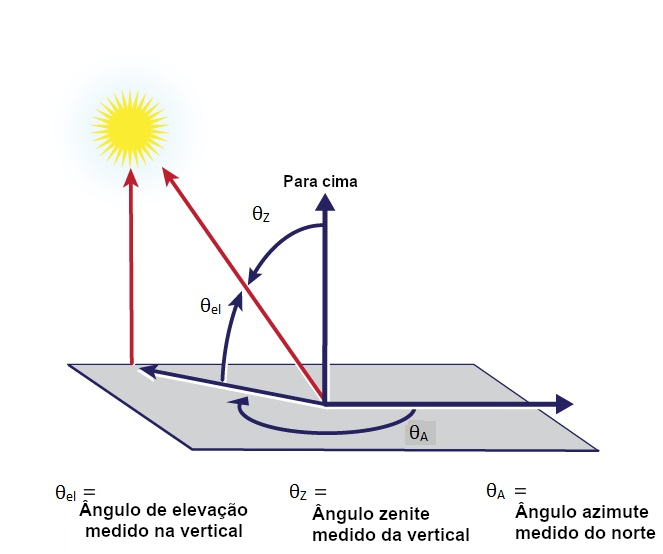 Para cima
θZ
θel
θA
θel =
Ângulo de elevação
medido na vertical
θZ =
Ângulo zenite
medido da vertical
θA =
Ângulo azimute
medido do norte